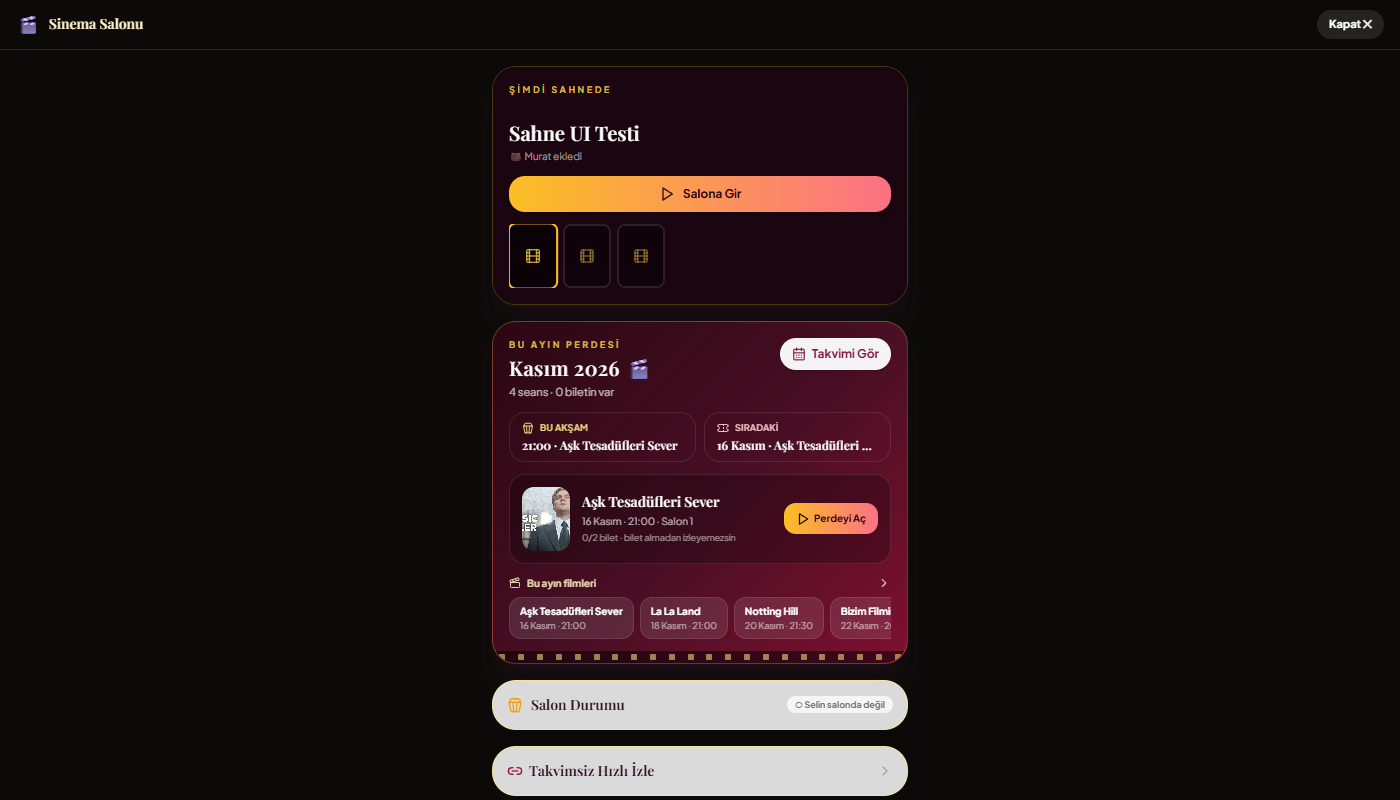 Sinema Salonu
Kapat
ŞİMDİ SAHNEDE
Sahne UI Testi
Murat ekledi
Salona Gir
BU AYIN PERDESİ
Kasım 2026
Takvimi Gör
4 seans · 0 biletin var
BU AKŞAM
21:00 · Aşk Tesadüfleri Sever
SIRADAKİ
16 Kasım · Aşk Tesadüfleri ...
SIC
LER
Aşk Tesadüfleri Sever
16 Kasım · 21:00 · Salon 1
0/2 bilet · bilet almadan izleyemezsin
Perdeyi Aç
Bu ayın filmleri
Aşk Tesadüfleri Sever
16 Kasım · 21:00
La La Land
18 Kasım · 21:00
Notting Hill
20 Kasım · 21:30
Bizim Filmi
22 Kasım · 2
Salon Durumu
Selin salonda değil
Takvimsiz Hızlı İzle